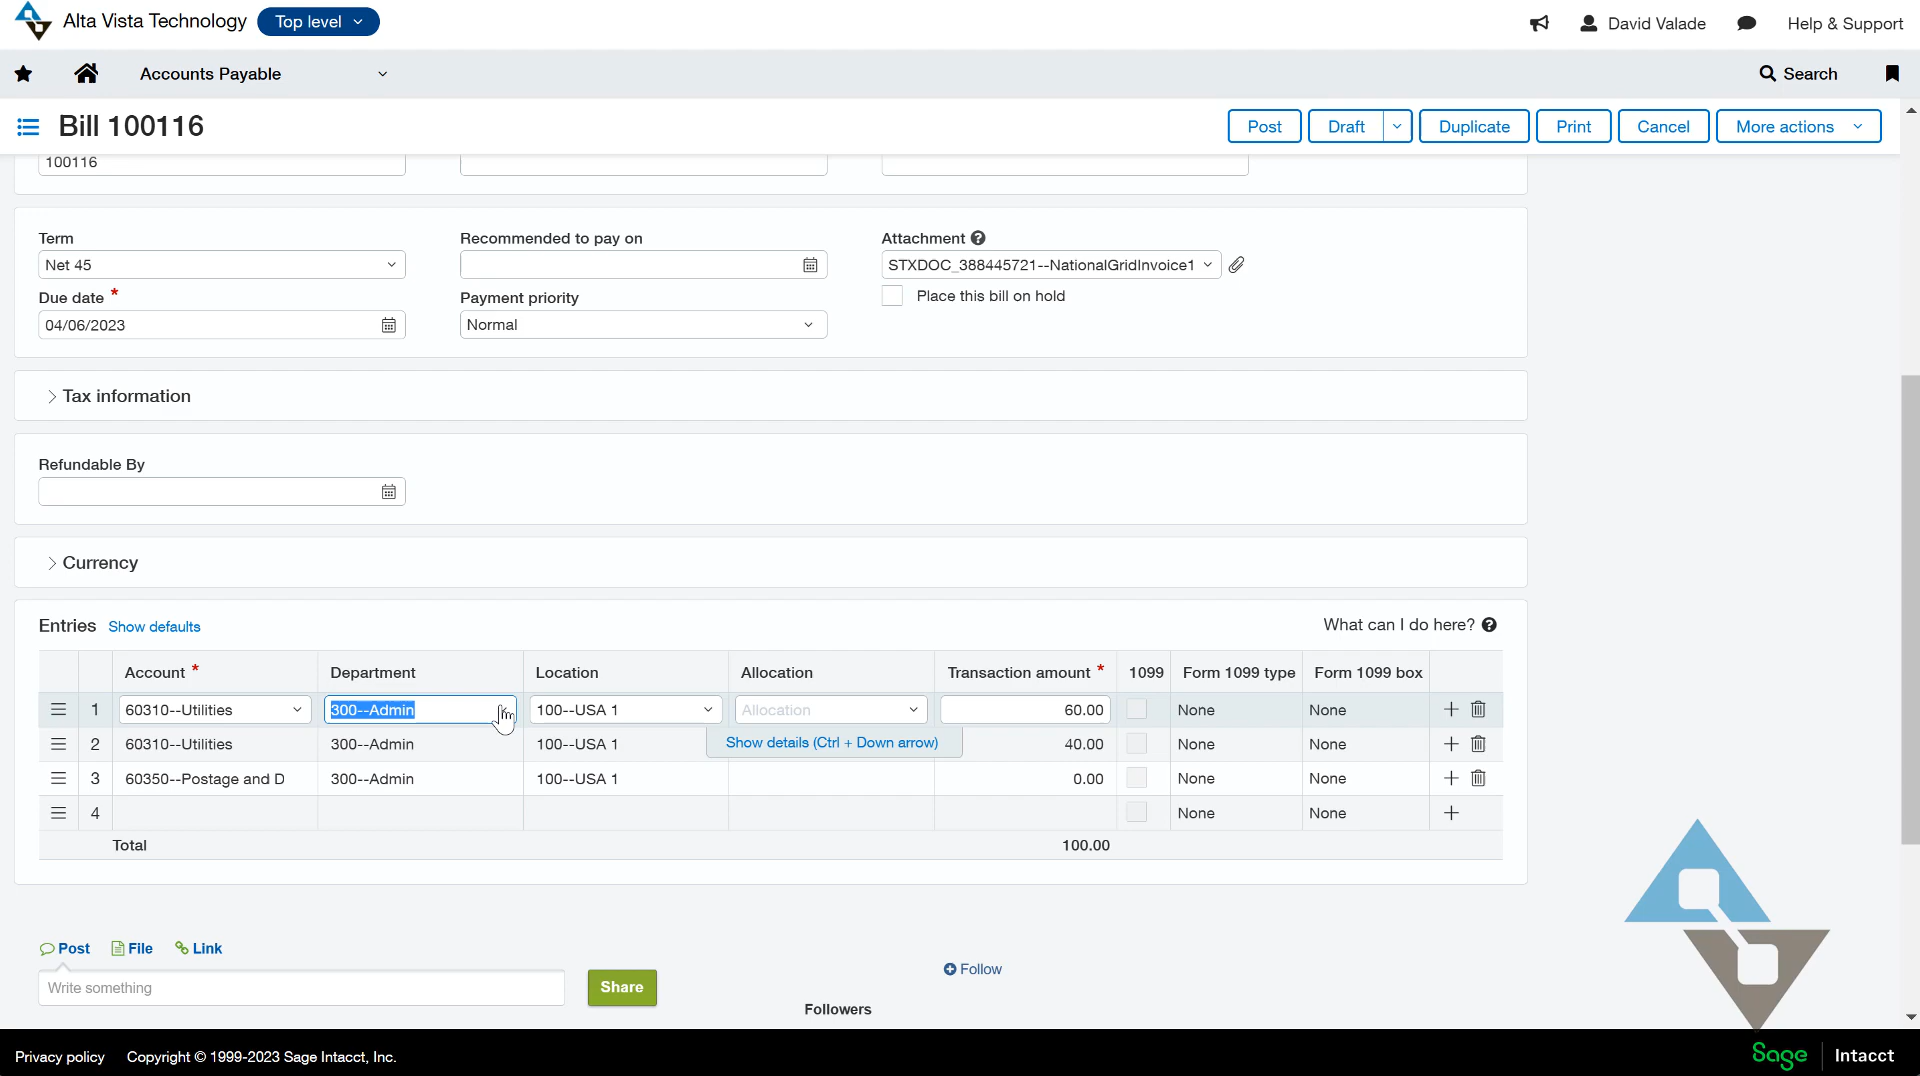 Alta Vista Technology Top level David Valade Help & Support
Accounts Payable Search
Bill 100116 Post Draft Duplicate Print Cancel More actions
100116
Term Recommended to pay on Attachment
Net 45 STXDOC_388445721--NationalGridInvoice1
Due date * Payment priority Place this bill on hold
04/06/2023 Normal
Tax information
Refundable By
Currency
Entries Show defaults What can I do here?
Account * Department Location Allocation Transaction amount * 1099 Form 1099 type Form 1099 box
1 60310--Utilities 300--Admin 100--USA 1 Allocation 60.00 None None
Show details (Ctrl + Down arrow)
2 60310--Utilities 300--Admin 100--USA 1 40.00 None None
3 60350--Postage and D 300--Admin 100--USA 1 0.00 None None
4 None None
Total 100.00
Post File Link
Follow
Write something Share
Followers
Privacy policy Copyright © 1999-2023 Sage Intacct, Inc. Sage Intacct